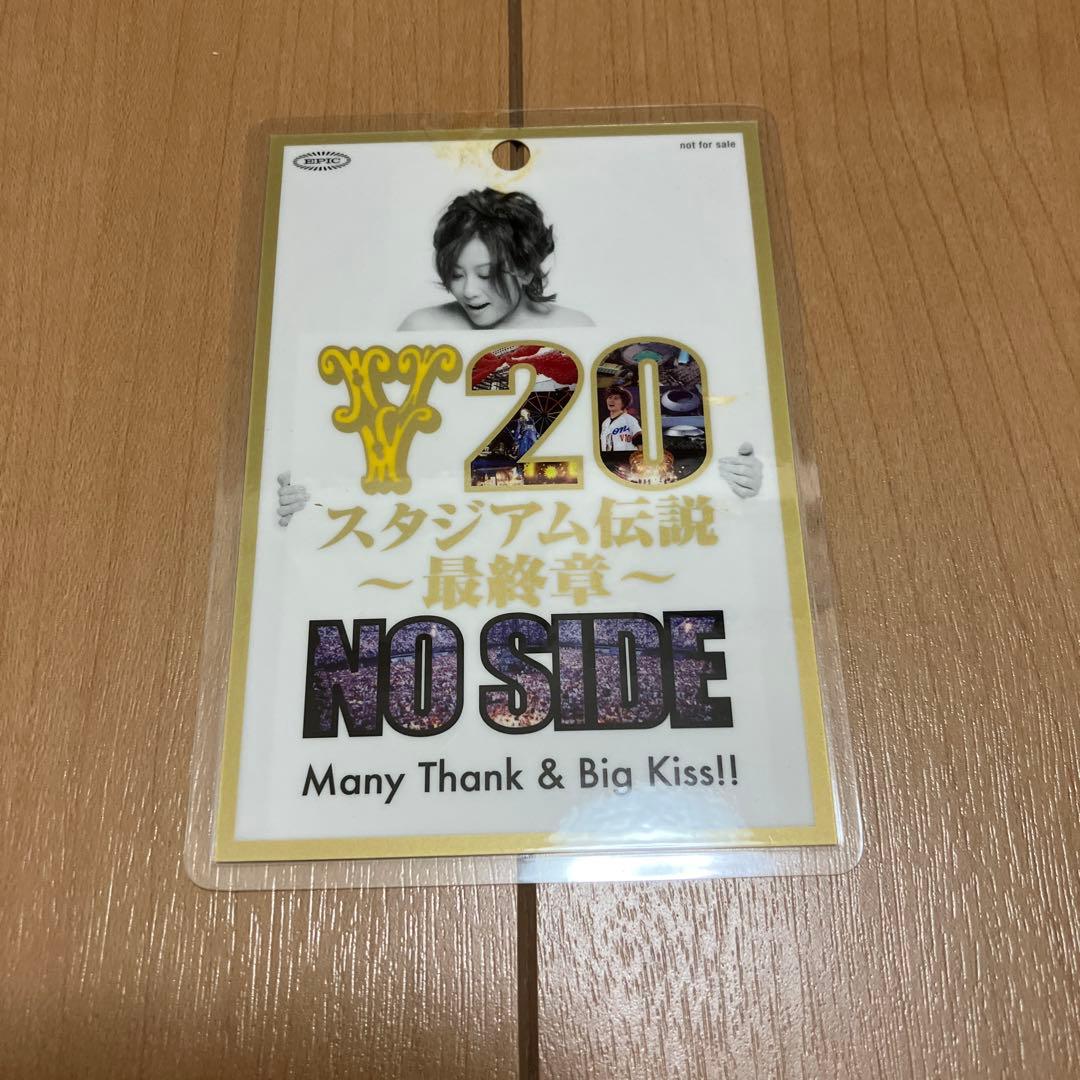 EPIC
not for sale
Y20
スタジアム伝説
～最終章～
NO SIDE
Many Thank & Big Kiss!!